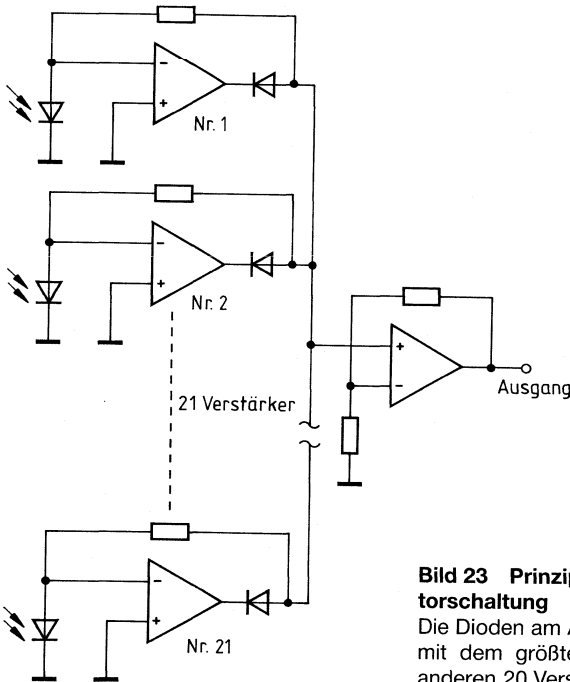 −
+
Nr. 1
−
+
Nr. 2
21 Verstärker
+
−
Ausgang
−
+
Nr. 21
Bild 23 Prinzip
torschaltung
Die Dioden am A
mit dem größte
anderen 20 Vers